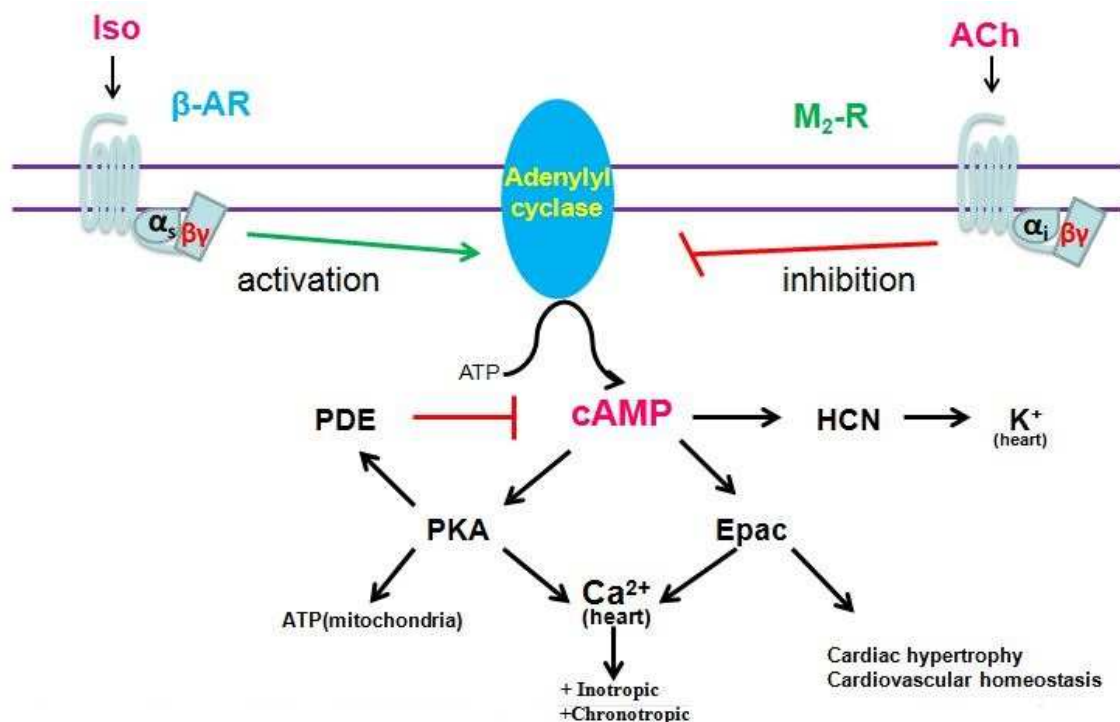 Iso
ACh
β-AR
M₂-R
Adenylyl
cyclase
αₛ
βγ
αᵢ
βγ
activation
inhibition
ATP
PDE
cAMP
HCN
K⁺
(heart)
PKA
Epac
ATP(mitochondria)
Ca²⁺
(heart)
Cardiac hypertrophy
Cardiovascular homeostasis
+ Inotropic
+Chronotropic